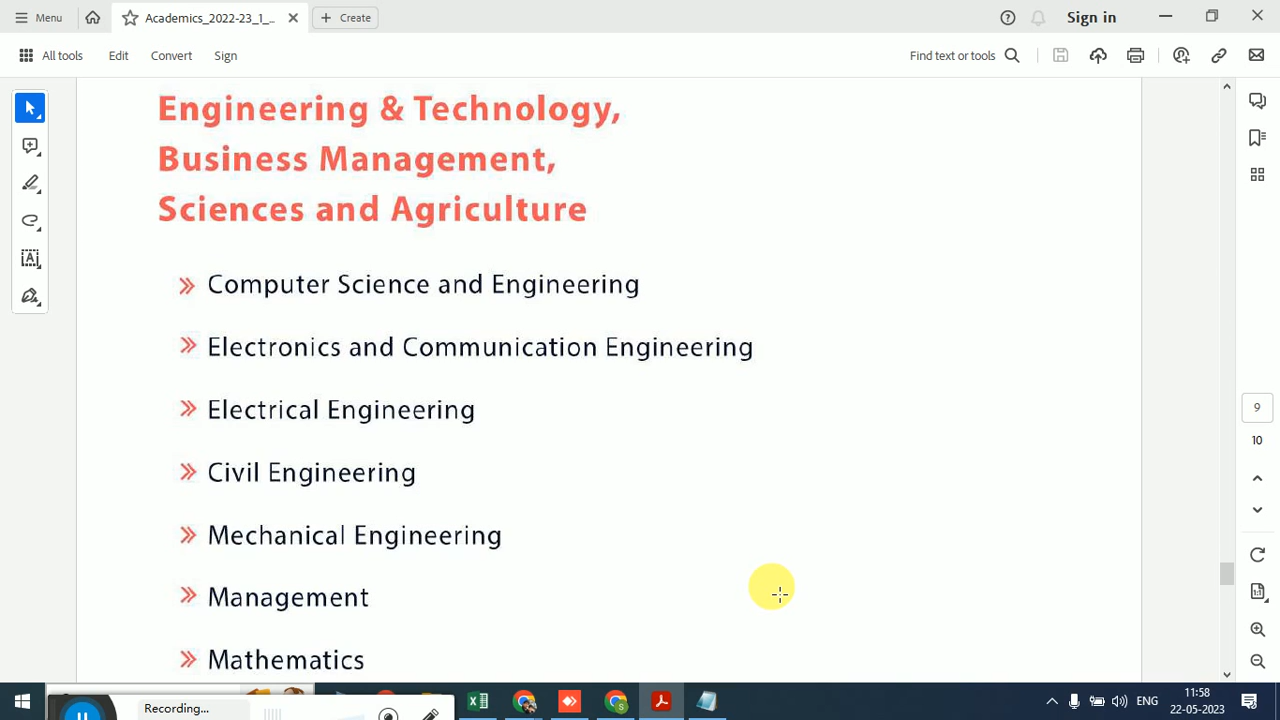 Menu
Academics_2022-23_1_...
Create
Sign in
All tools
Edit
Convert
Sign
Find text or tools
Engineering & Technology,
Business Management,
Sciences and Agriculture
» Computer Science and Engineering
» Electronics and Communication Engineering
» Electrical Engineering
» Civil Engineering
» Mechanical Engineering
» Management
» Mathematics
9
10
Recording...
ENG
11:58
22-05-2023